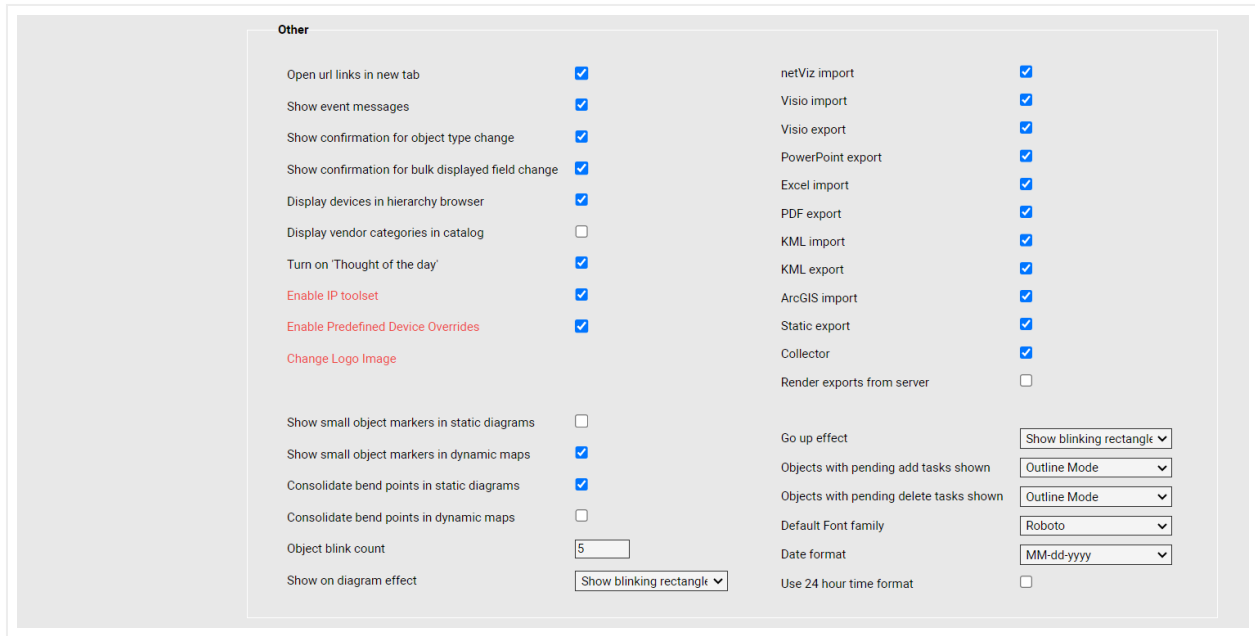 Other
Open url links in new tab
Show event messages
Show confirmation for object type change
Show confirmation for bulk displayed field change
Display devices in hierarchy browser
Display vendor categories in catalog
Turn on 'Thought of the day'
Enable IP toolset
Enable Predefined Device Overrides
Change Logo Image
Show small object markers in static diagrams
Show small object markers in dynamic maps
Consolidate bend points in static diagrams
Consolidate bend points in dynamic maps
Object blink count 5
Show on diagram effect Show blinking rectangle
netViz import
Visio import
Visio export
PowerPoint export
Excel import
PDF export
KML import
KML export
ArcGIS import
Static export
Collector
Render exports from server
Go up effect Show blinking rectangle
Objects with pending add tasks shown Outline Mode
Objects with pending delete tasks shown Outline Mode
Default Font family Roboto
Date format MM-dd-yyyy
Use 24 hour time format